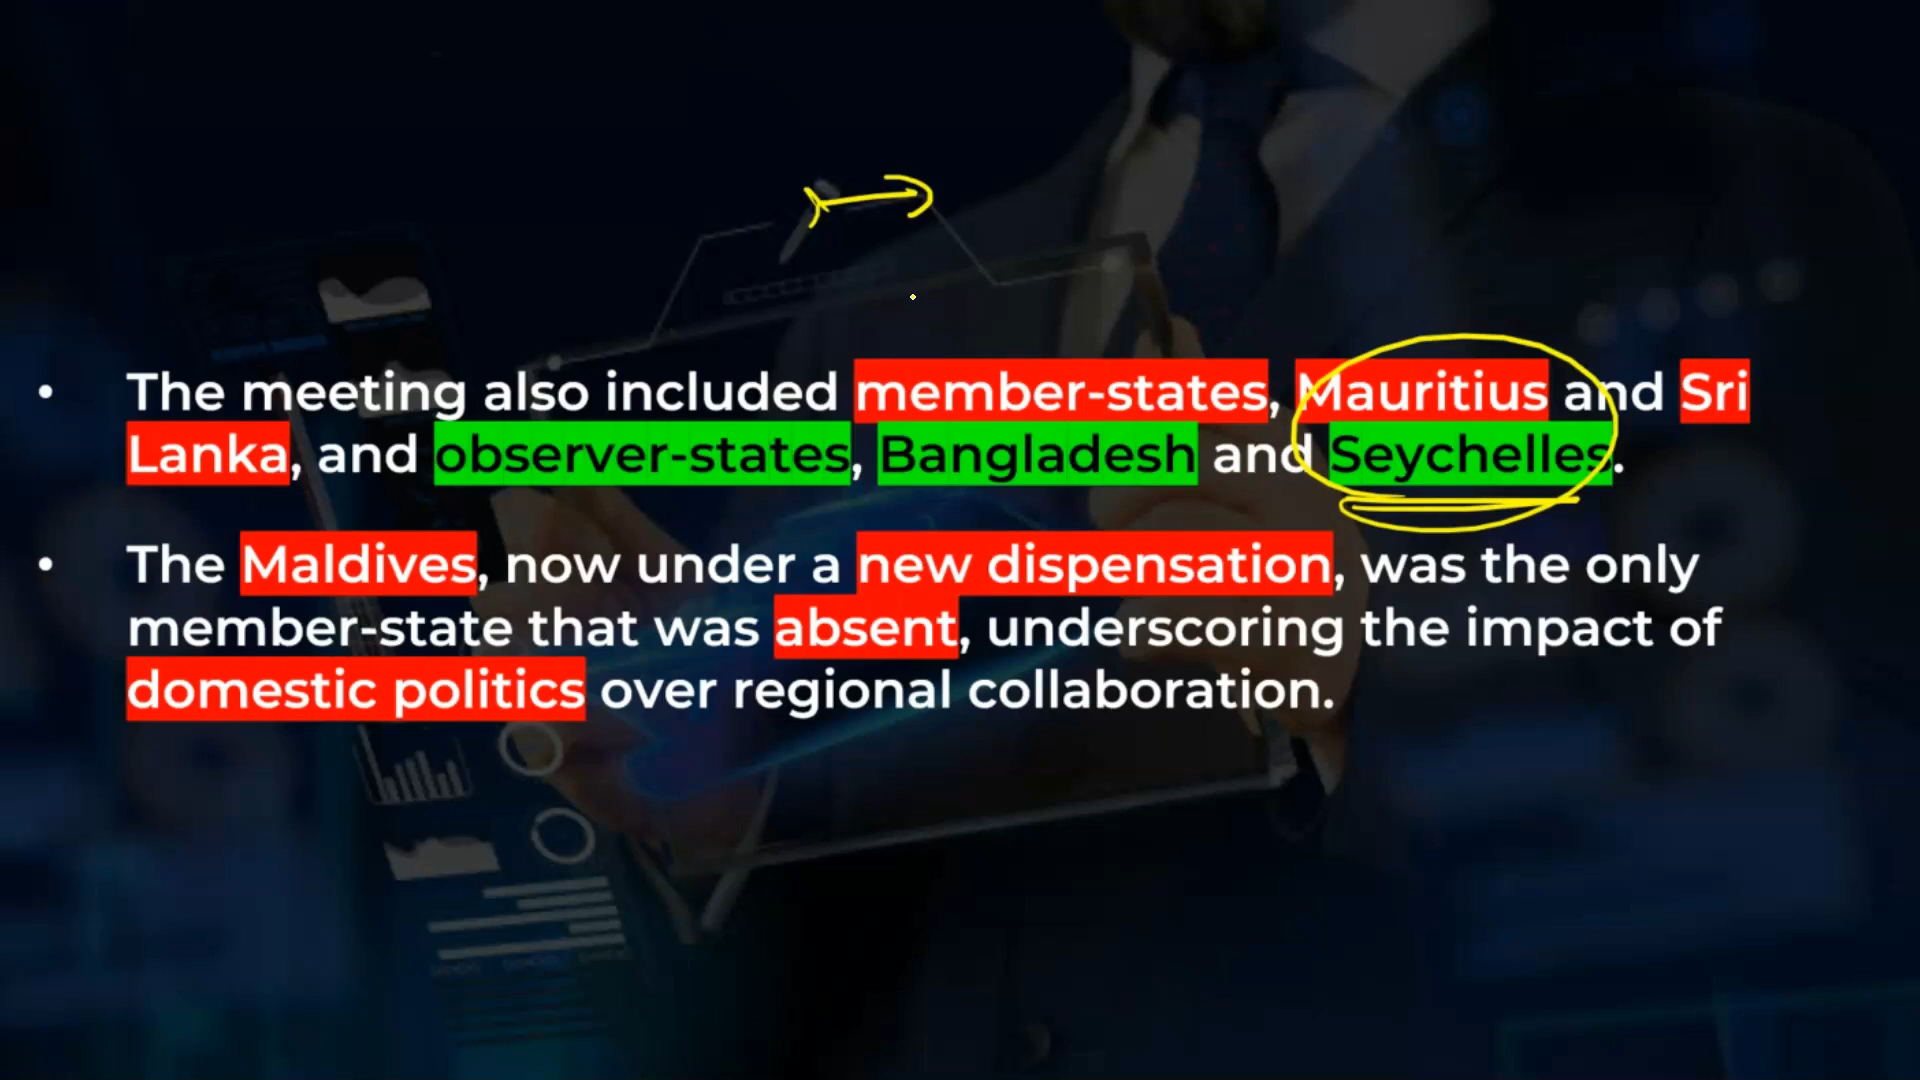 • The meeting also included member-states, Mauritius and Sri
Lanka, and observer-states, Bangladesh and Seychelles.
• The Maldives, now under a new dispensation, was the only
member-state that was absent, underscoring the impact of
domestic politics over regional collaboration.